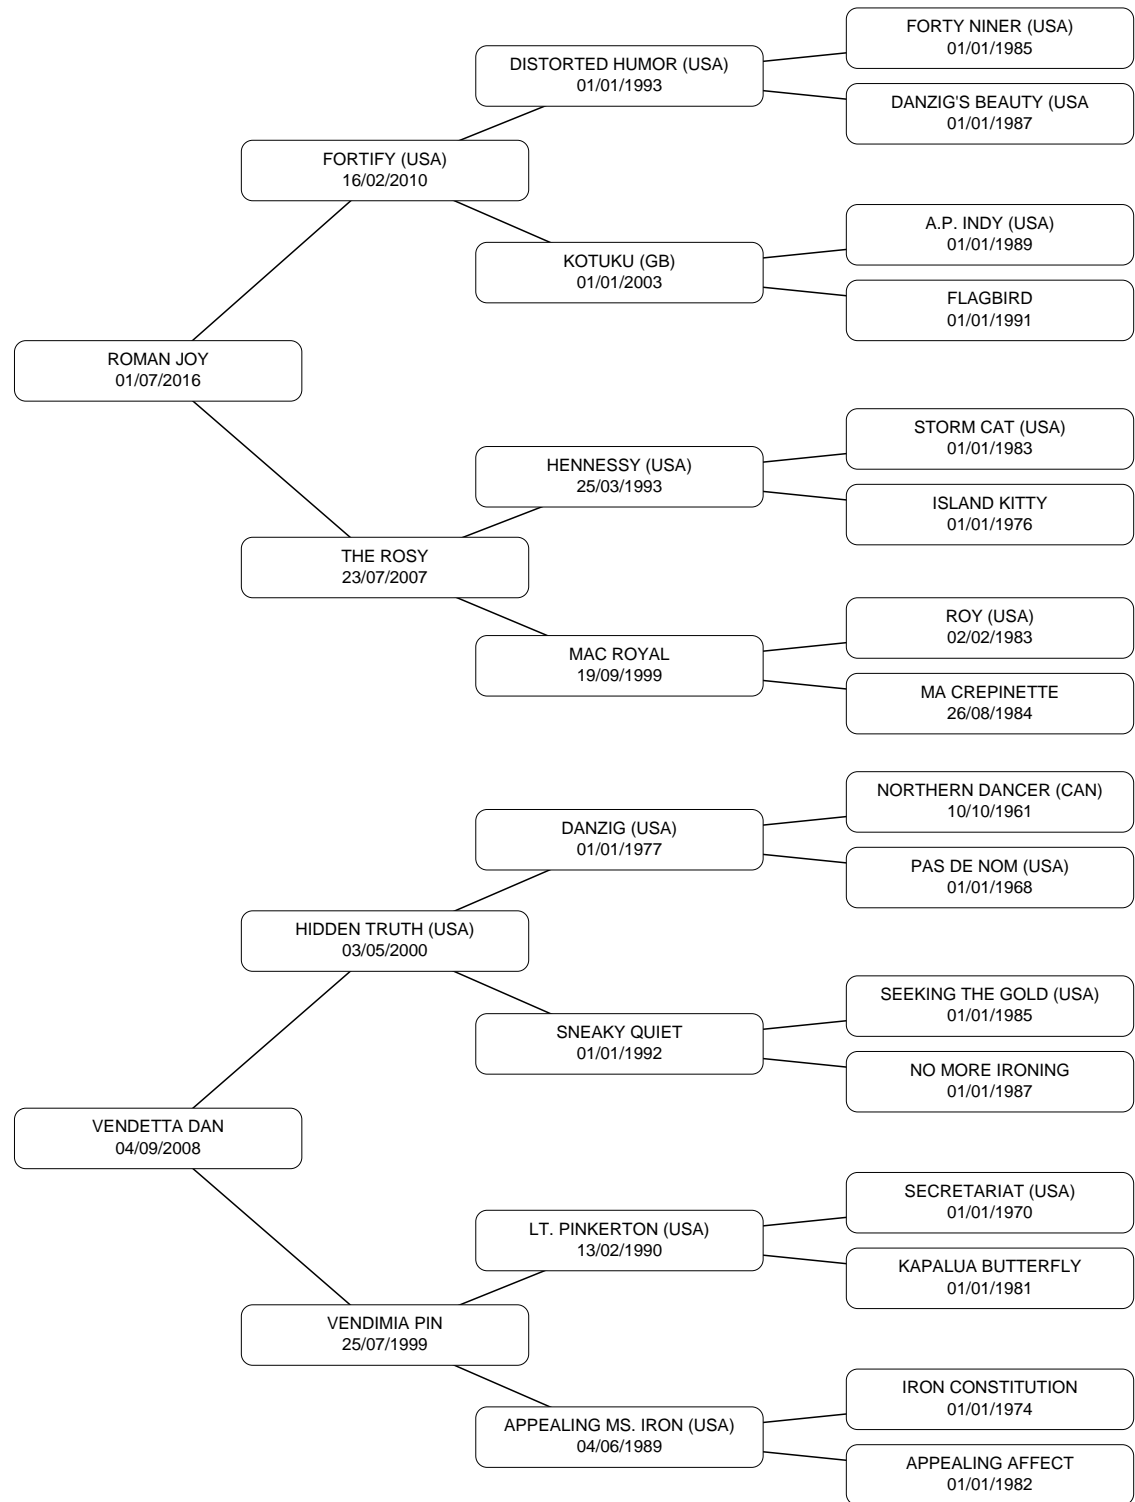 FORTY NINER (USA)
01/01/1985
DISTORTED HUMOR (USA)
01/01/1993
DANZIG'S BEAUTY (USA
01/01/1987
FORTIFY (USA)
16/02/2010
A.P. INDY (USA)
01/01/1989
KOTUKU (GB)
01/01/2003
FLAGBIRD
01/01/1991
ROMAN JOY
01/07/2016
STORM CAT (USA)
01/01/1983
HENNESSY (USA)
25/03/1993
ISLAND KITTY
01/01/1976
THE ROSY
23/07/2007
ROY (USA)
02/02/1983
MAC ROYAL
19/09/1999
MA CREPINETTE
26/08/1984
NORTHERN DANCER (CAN)
10/10/1961
DANZIG (USA)
01/01/1977
PAS DE NOM (USA)
01/01/1968
HIDDEN TRUTH (USA)
03/05/2000
SEEKING THE GOLD (USA)
01/01/1985
SNEAKY QUIET
01/01/1992
NO MORE IRONING
01/01/1987
VENDETTA DAN
04/09/2008
SECRETARIAT (USA)
01/01/1970
LT. PINKERTON (USA)
13/02/1990
KAPALUA BUTTERFLY
01/01/1981
VENDIMIA PIN
25/07/1999
IRON CONSTITUTION
01/01/1974
APPEALING MS. IRON (USA)
04/06/1989
APPEALING AFFECT
01/01/1982